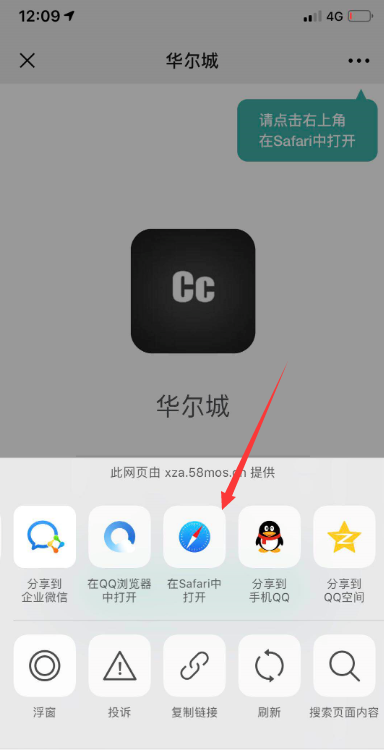 12:09
4G
华尔城
请点击右上角
在Safari中打开
Cc
华尔城
此网页由 xza.58mos.cn 提供
分享到
企业微信
在QQ浏览器
中打开
在Safari中
打开
分享到
手机QQ
分享到
QQ空间
浮窗
投诉
复制链接
刷新
搜索页面内容